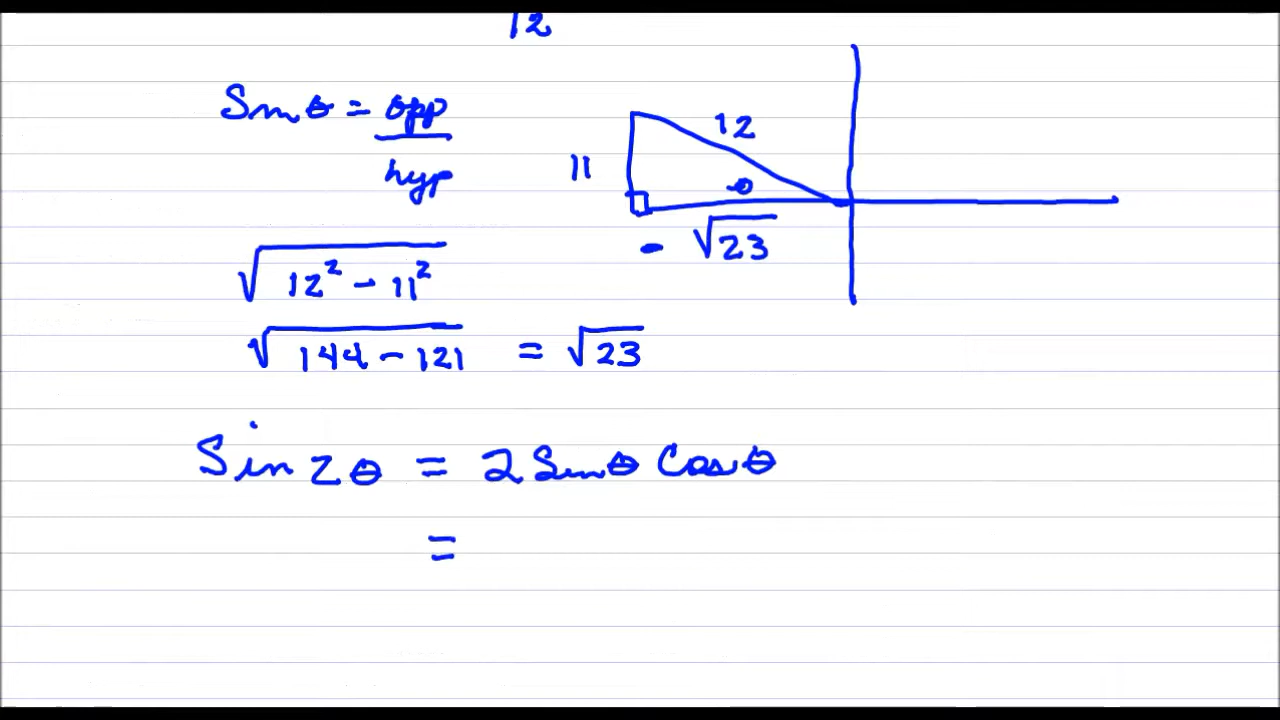 12
Sin θ = opp
hyp
12
11
θ
- √23
√12² - 11²
√144 - 121 = √23
Sin 2θ = 2 Sin θ Cos θ
=